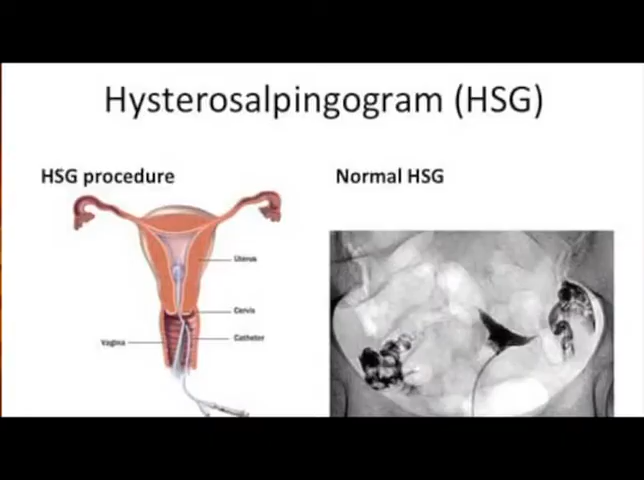 Hysterosalpingogram (HSG)
HSG procedure
Normal HSG
Uterus
Cervix
Catheter
Vagina